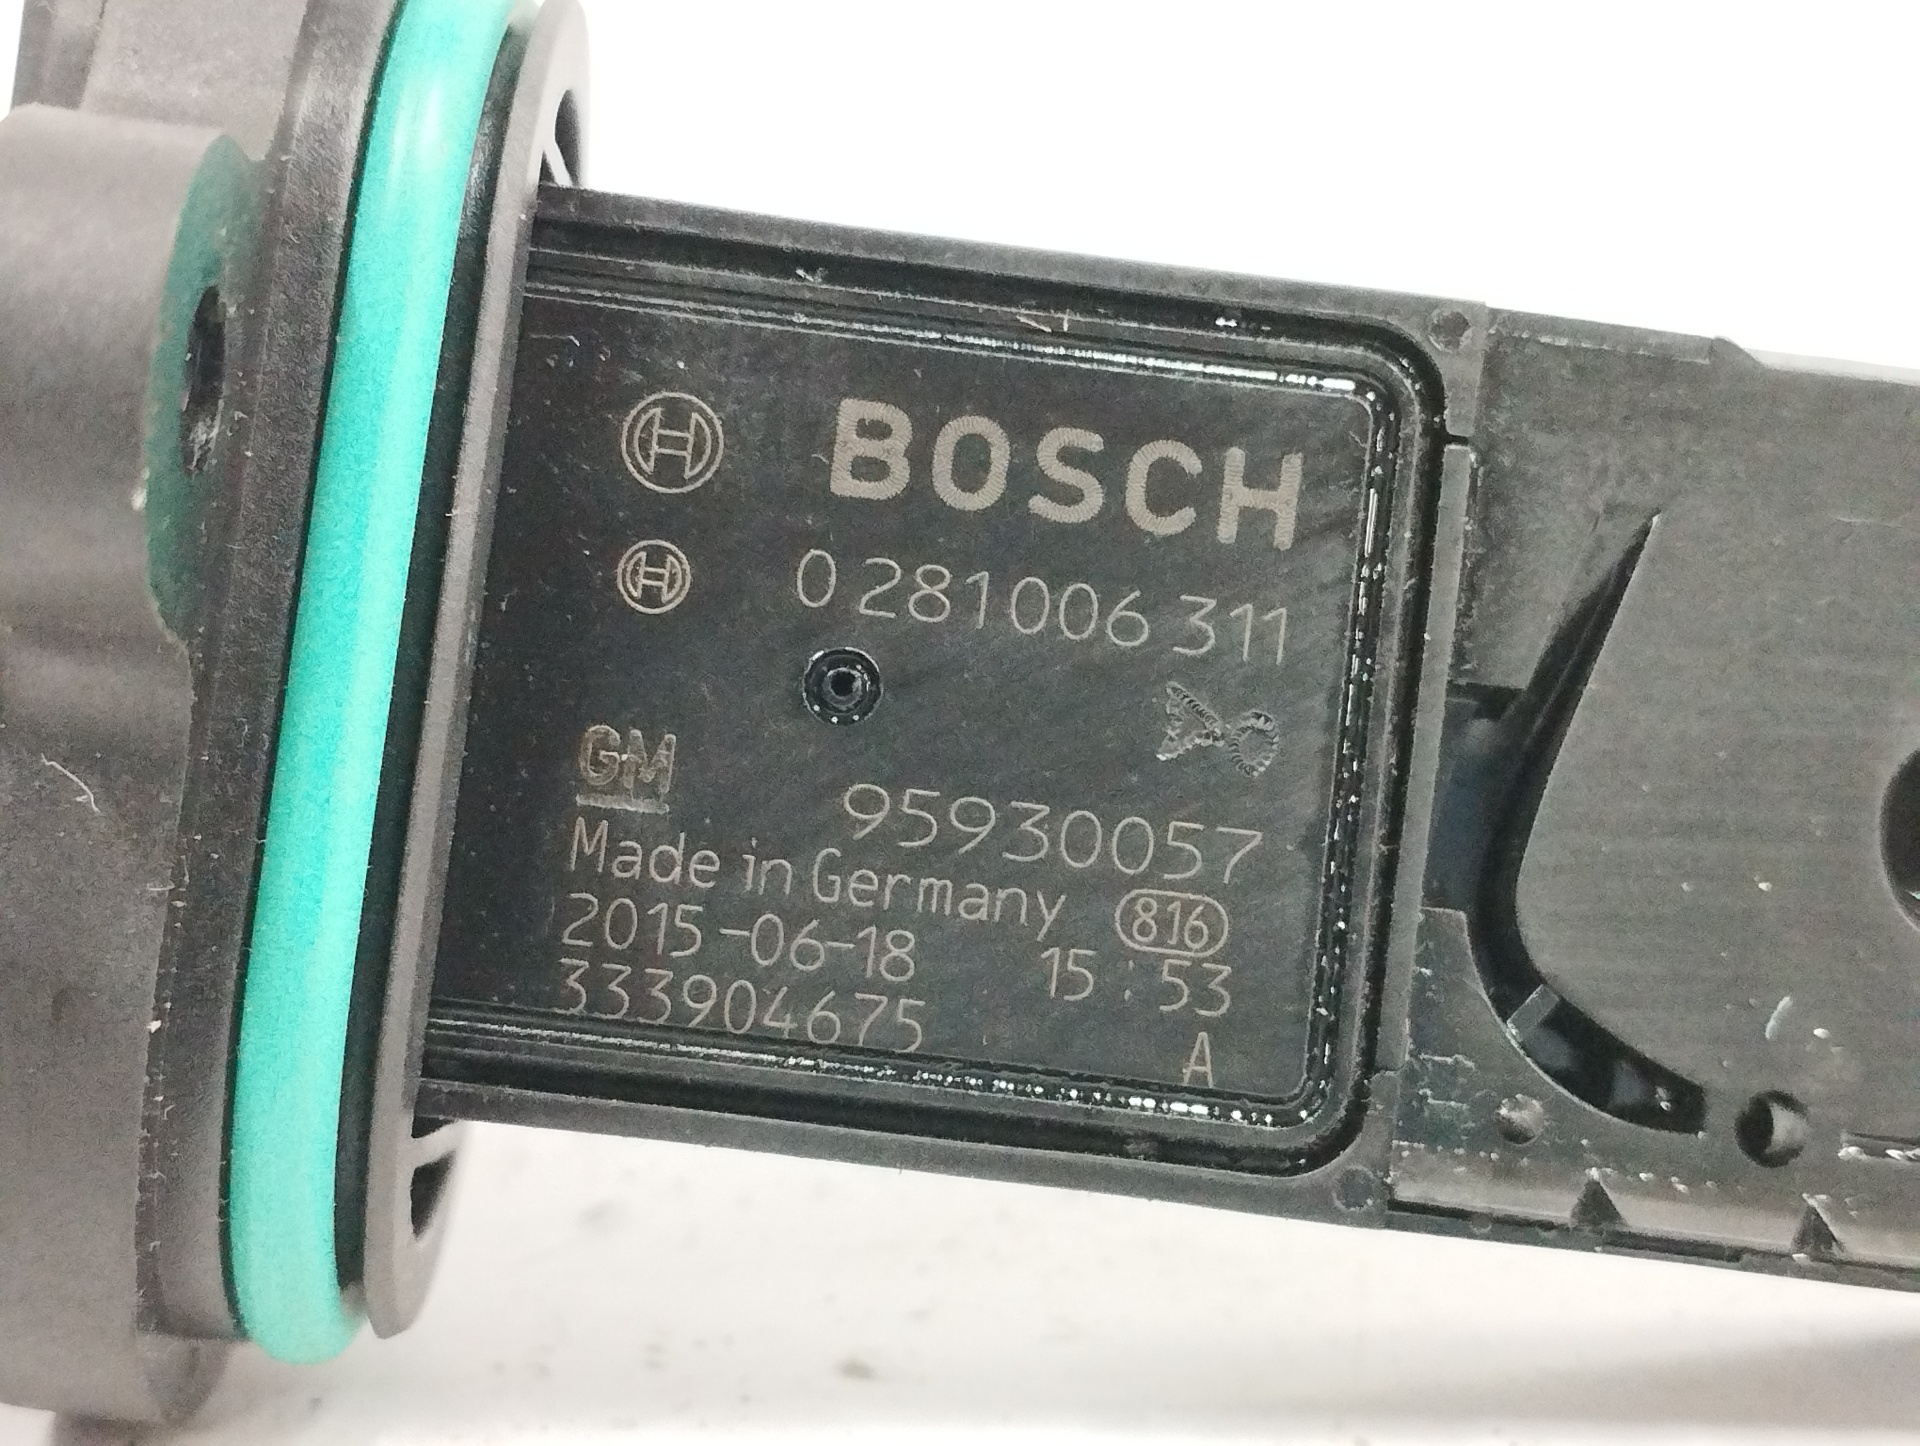 BOSCH
0 281 006 311
GM
95930057
Made in Germany 816
2015-06-18 15:53
333904675 A